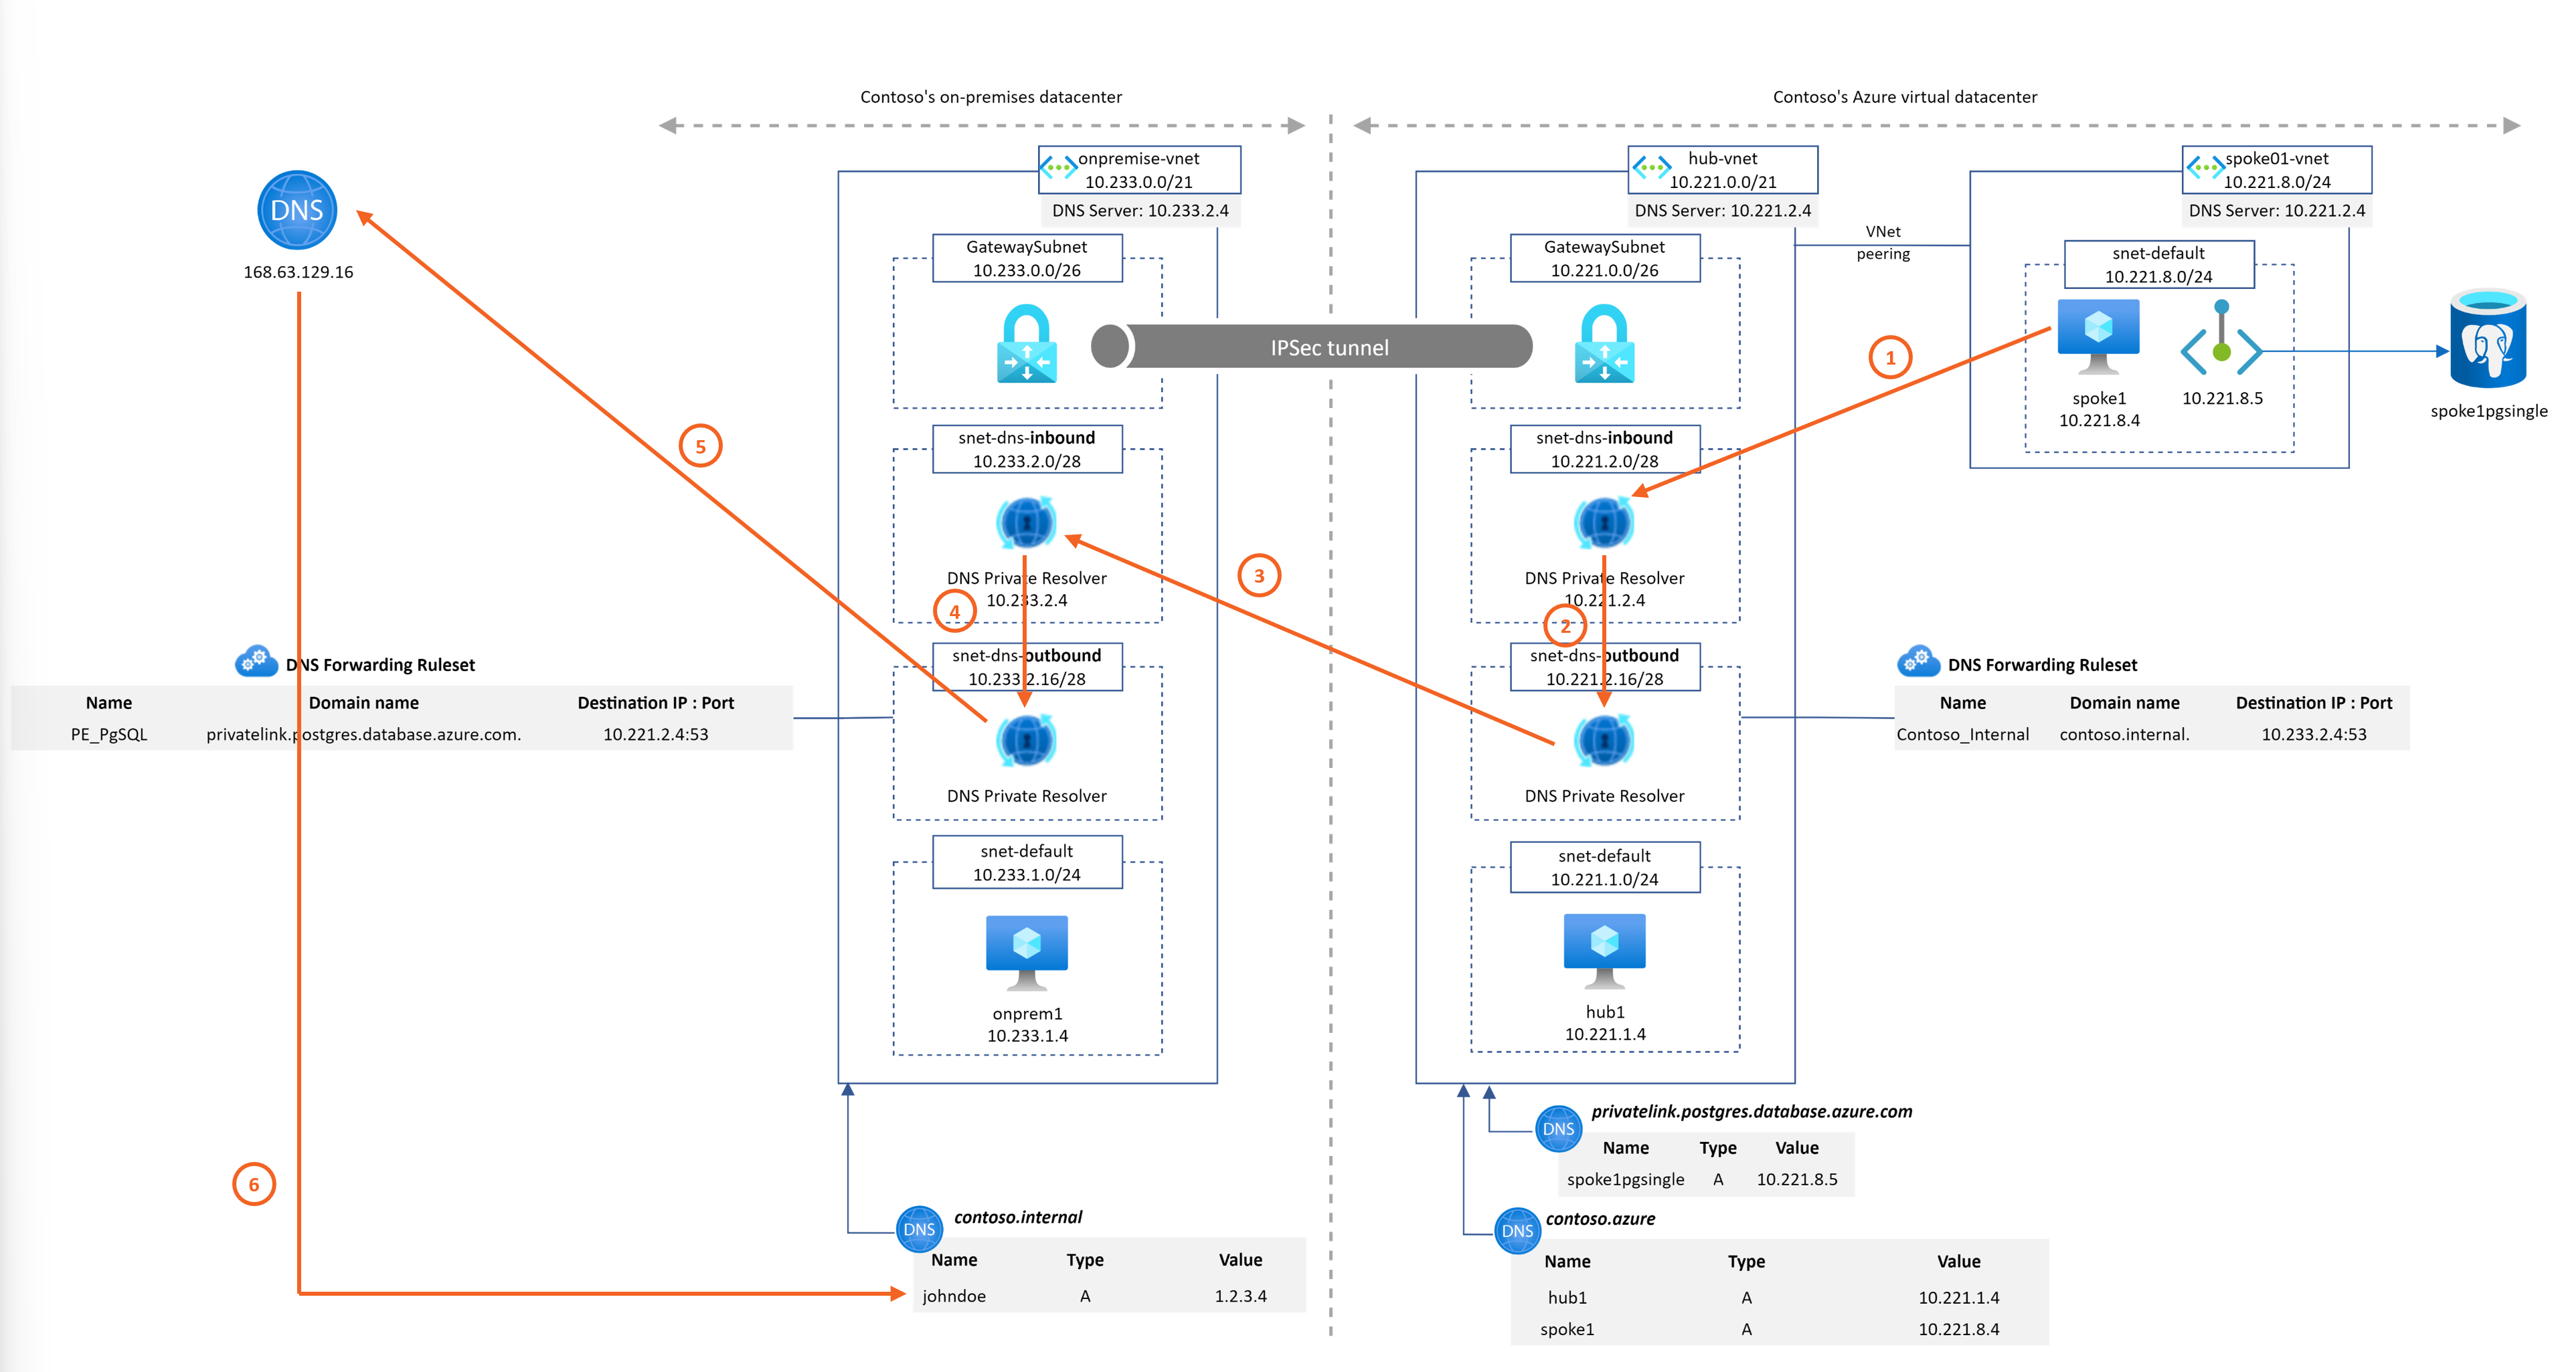 Contoso's on-premises datacenter
Contoso's Azure virtual datacenter
DNS
168.63.129.16
onpremise-vnet
10.233.0.0/21
DNS Server: 10.233.2.4
GatewaySubnet
10.233.0.0/26
hub-vnet
10.221.0.0/21
DNS Server: 10.221.2.4
GatewaySubnet
10.221.0.0/26
VNet
peering
spoke01-vnet
10.221.8.0/24
DNS Server: 10.221.2.4
snet-default
10.221.8.0/24
IPSec tunnel
1
spoke1
10.221.8.4
10.221.8.5
spoke1pgsingle
5
snet-dns-inbound
10.233.2.0/28
DNS Private Resolver
10.233.2.4
4
3
snet-dns-inbound
10.221.2.0/28
DNS Private Resolver
10.221.2.4
2
DNS Forwarding Ruleset
Name Domain name Destination IP : Port
PE_PgSQL privatelink.postgres.database.azure.com. 10.221.2.4:53
snet-dns-outbound
10.233.2.16/28
DNS Private Resolver
snet-dns-outbound
10.221.2.16/28
DNS Private Resolver
DNS Forwarding Ruleset
Name Domain name Destination IP : Port
Contoso_Internal contoso.internal. 10.233.2.4:53
snet-default
10.233.1.0/24
onprem1
10.233.1.4
snet-default
10.221.1.0/24
hub1
10.221.1.4
6
DNS
contoso.internal
Name Type Value
johndoe A 1.2.3.4
DNS
privatelink.postgres.database.azure.com
Name Type Value
spoke1pgsingle A 10.221.8.5
DNS
contoso.azure
Name Type Value
hub1 A 10.221.1.4
spoke1 A 10.221.8.4